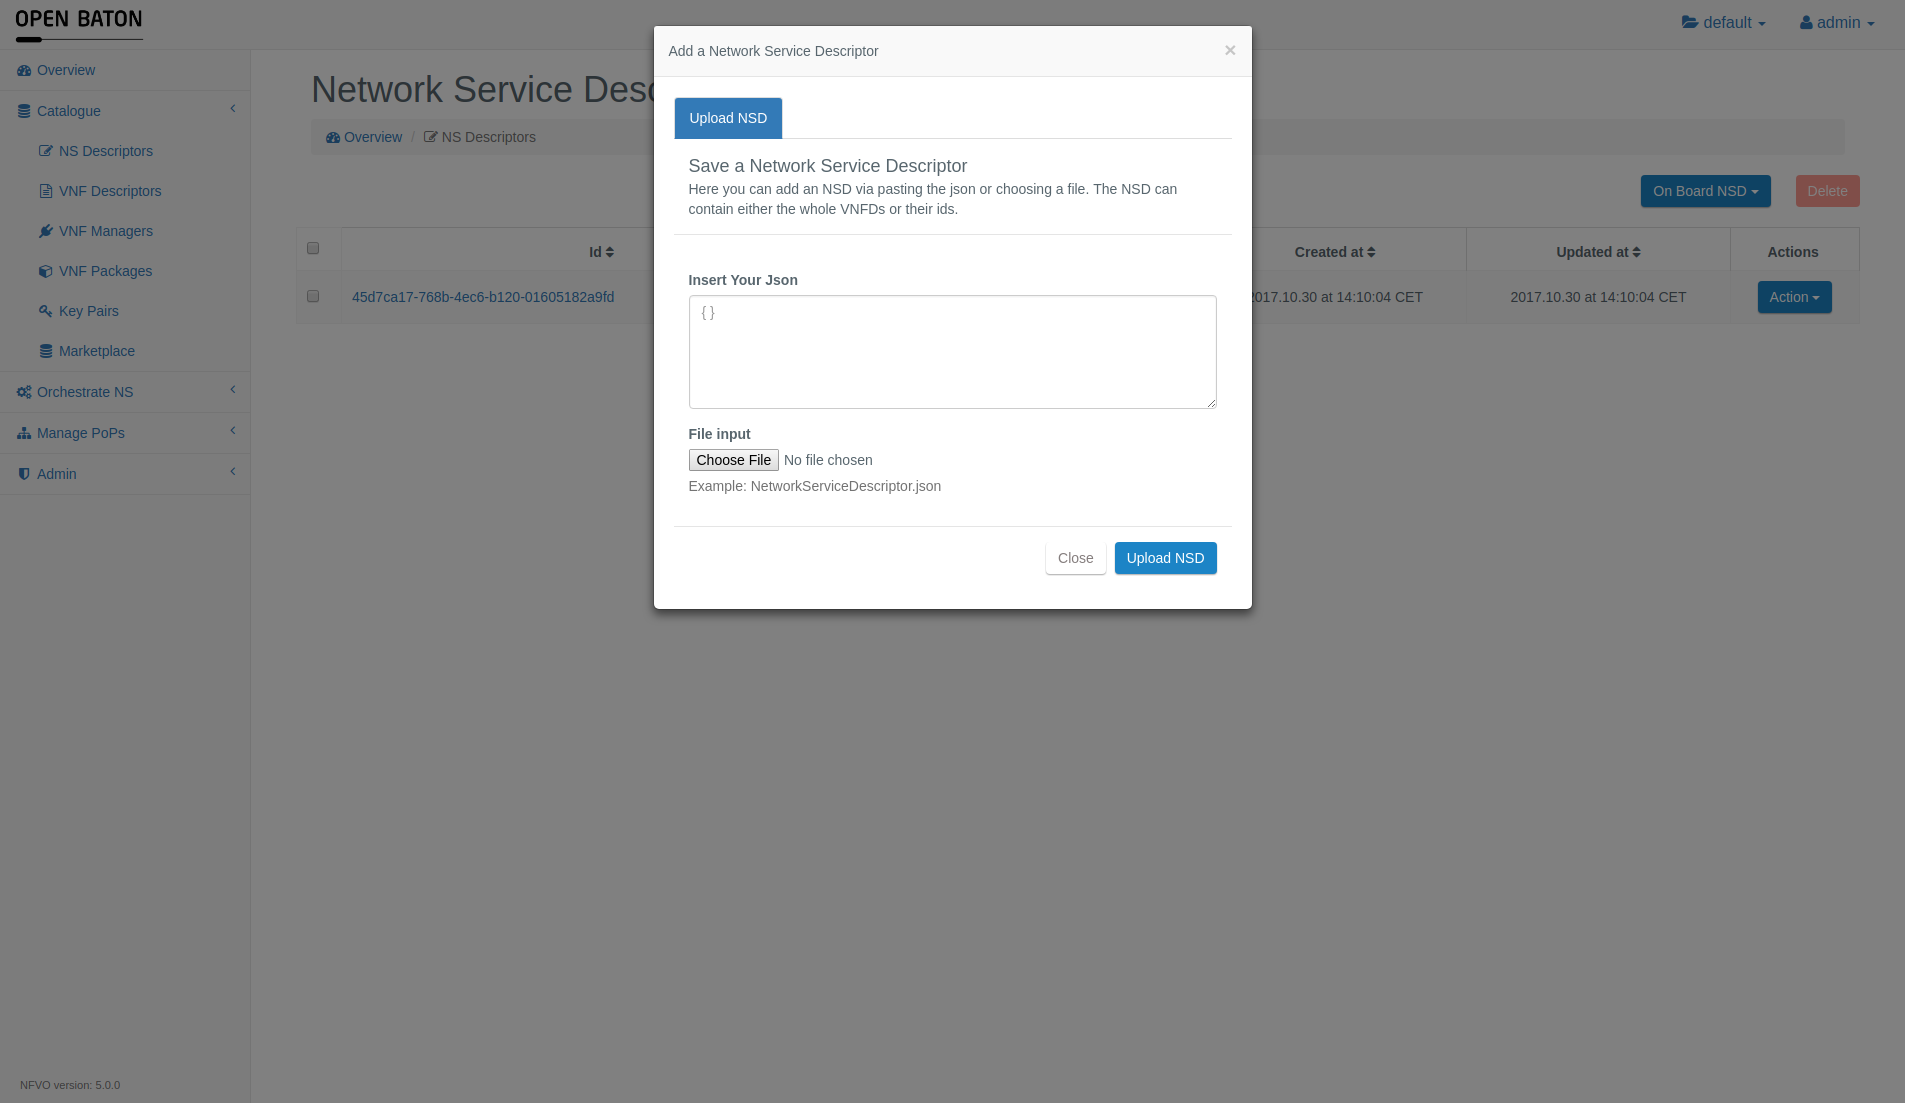 OPEN BATON
default
admin
Overview
Catalogue
NS Descriptors
VNF Descriptors
VNF Managers
VNF Packages
Key Pairs
Marketplace
Orchestrate NS
Manage PoPs
Admin
NFVO version: 5.0.0
Network Service Desc
Overview / NS Descriptors
On Board NSD
Delete
Id
Created at
Updated at
Actions
45d7ca17-768b-4ec6-b120-01605182a9fd
2017.10.30 at 14:10:04 CET
2017.10.30 at 14:10:04 CET
Action
Add a Network Service Descriptor
×
Upload NSD
Save a Network Service Descriptor
Here you can add an NSD via pasting the json or choosing a file. The NSD can
contain either the whole VNFDs or their ids.
Insert Your Json
{ }
File input
Choose File No file chosen
Example: NetworkServiceDescriptor.json
Close
Upload NSD